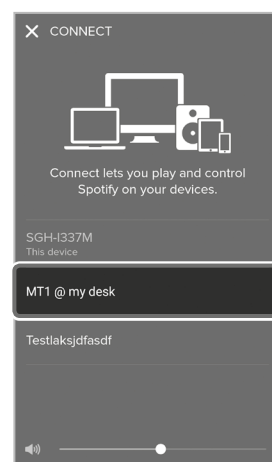 CONNECT
Connect lets you play and control
Spotify on your devices.
SGH-I337M
This device
MT1 @ my desk
Testlaksjdfasdf